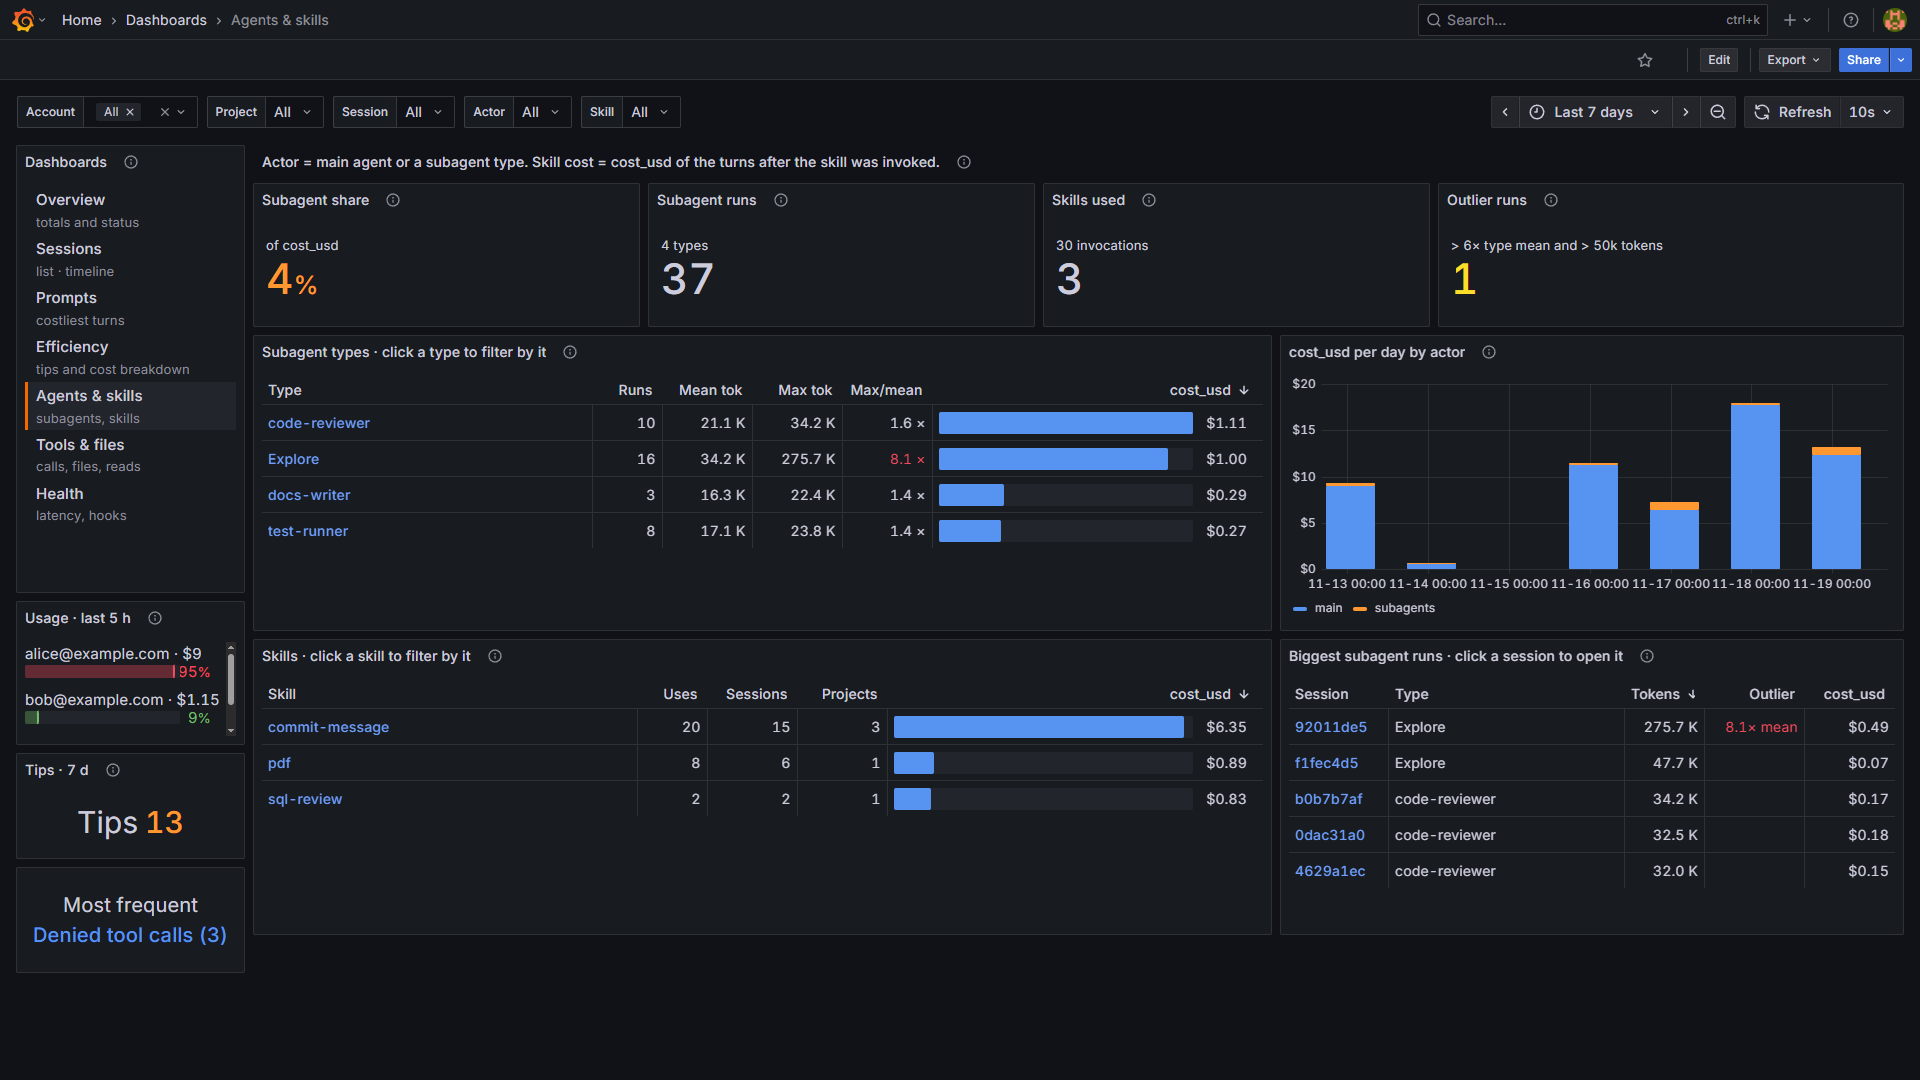 Home › Dashboards › Agents & skills
Search... ctrl+k
Edit Export Share
Account All Project All Session All Actor All Skill All
Last 7 days Refresh 10s
Dashboards
Overview
totals and status
Sessions
list · timeline
Prompts
costliest turns
Efficiency
tips and cost breakdown
Agents & skills
subagents, skills
Tools & files
calls, files, reads
Health
latency, hooks
Usage · last 5 h
alice@example.com · $9
95%
bob@example.com · $1.15
9%
Tips · 7 d
Tips 13
Most frequent
Denied tool calls (3)
Actor = main agent or a subagent type. Skill cost = cost_usd of the turns after the skill was invoked.
Subagent share
of cost_usd
4%
Subagent runs
4 types
37
Skills used
30 invocations
3
Outlier runs
> 6× type mean and > 50k tokens
1
Subagent types · click a type to filter by it
Type Runs Mean tok Max tok Max/mean cost_usd ↓
code-reviewer 10 21.1 K 34.2 K 1.6 × $1.11
Explore 16 34.2 K 275.7 K 8.1 × $1.00
docs-writer 3 16.3 K 22.4 K 1.4 × $0.29
test-runner 8 17.1 K 23.8 K 1.4 × $0.27
cost_usd per day by actor
$20
$15
$10
$5
$0
11-13 00:00 11-14 00:00 11-15 00:00 11-16 00:00 11-17 00:00 11-18 00:00 11-19 00:00
main subagents
Skills · click a skill to filter by it
Skill Uses Sessions Projects cost_usd ↓
commit-message 20 15 3 $6.35
pdf 8 6 1 $0.89
sql-review 2 2 1 $0.83
Biggest subagent runs · click a session to open it
Session Type Tokens ↓ Outlier cost_usd
92011de5 Explore 275.7 K 8.1× mean $0.49
f1fec4d5 Explore 47.7 K $0.07
b0b7b7af code-reviewer 34.2 K $0.17
0dac31a0 code-reviewer 32.5 K $0.18
4629a1ec code-reviewer 32.0 K $0.15